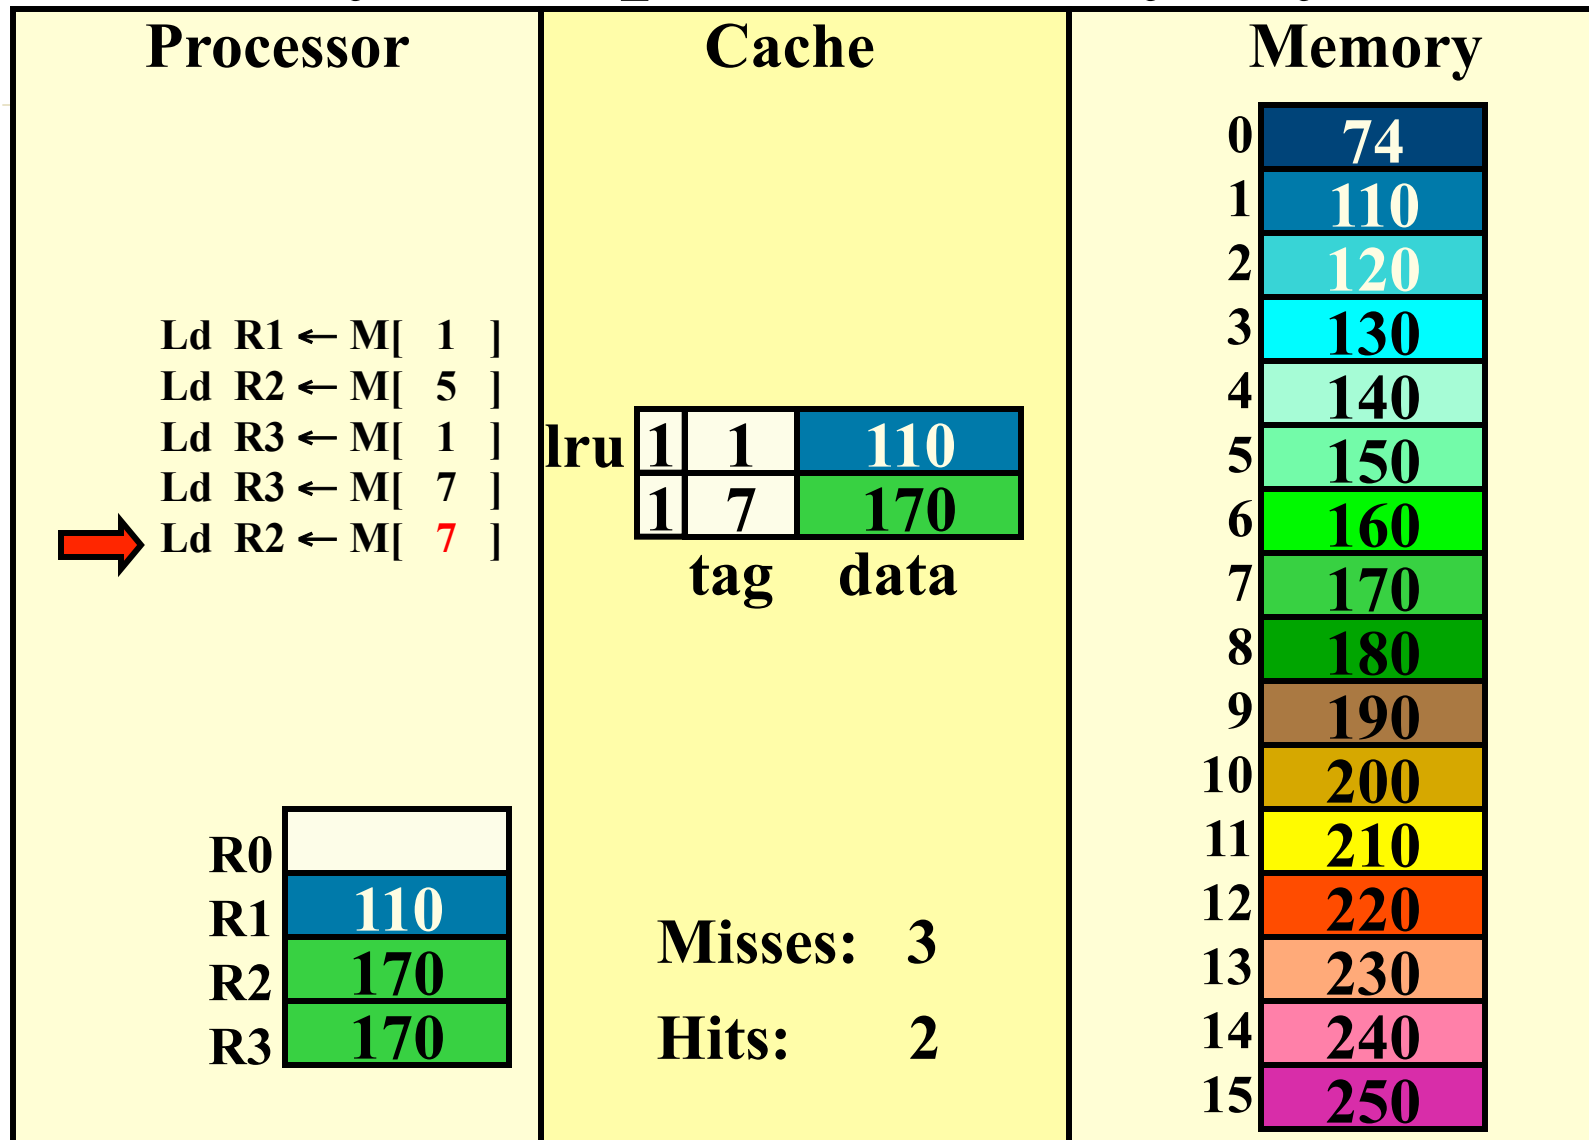 Processor
Ld R1 ← M[ 1 ]
Ld R2 ← M[ 5 ]
Ld R3 ← M[ 1 ]
Ld R3 ← M[ 7 ]
Ld R2 ← M[ 7 ]
R0
R1 110
R2 170
R3 170
Cache
lru 1 1 110
1 7 170
tag data
Misses: 3
Hits: 2
Memory
0 74
1 110
2 120
3 130
4 140
5 150
6 160
7 170
8 180
9 190
10 200
11 210
12 220
13 230
14 240
15 250